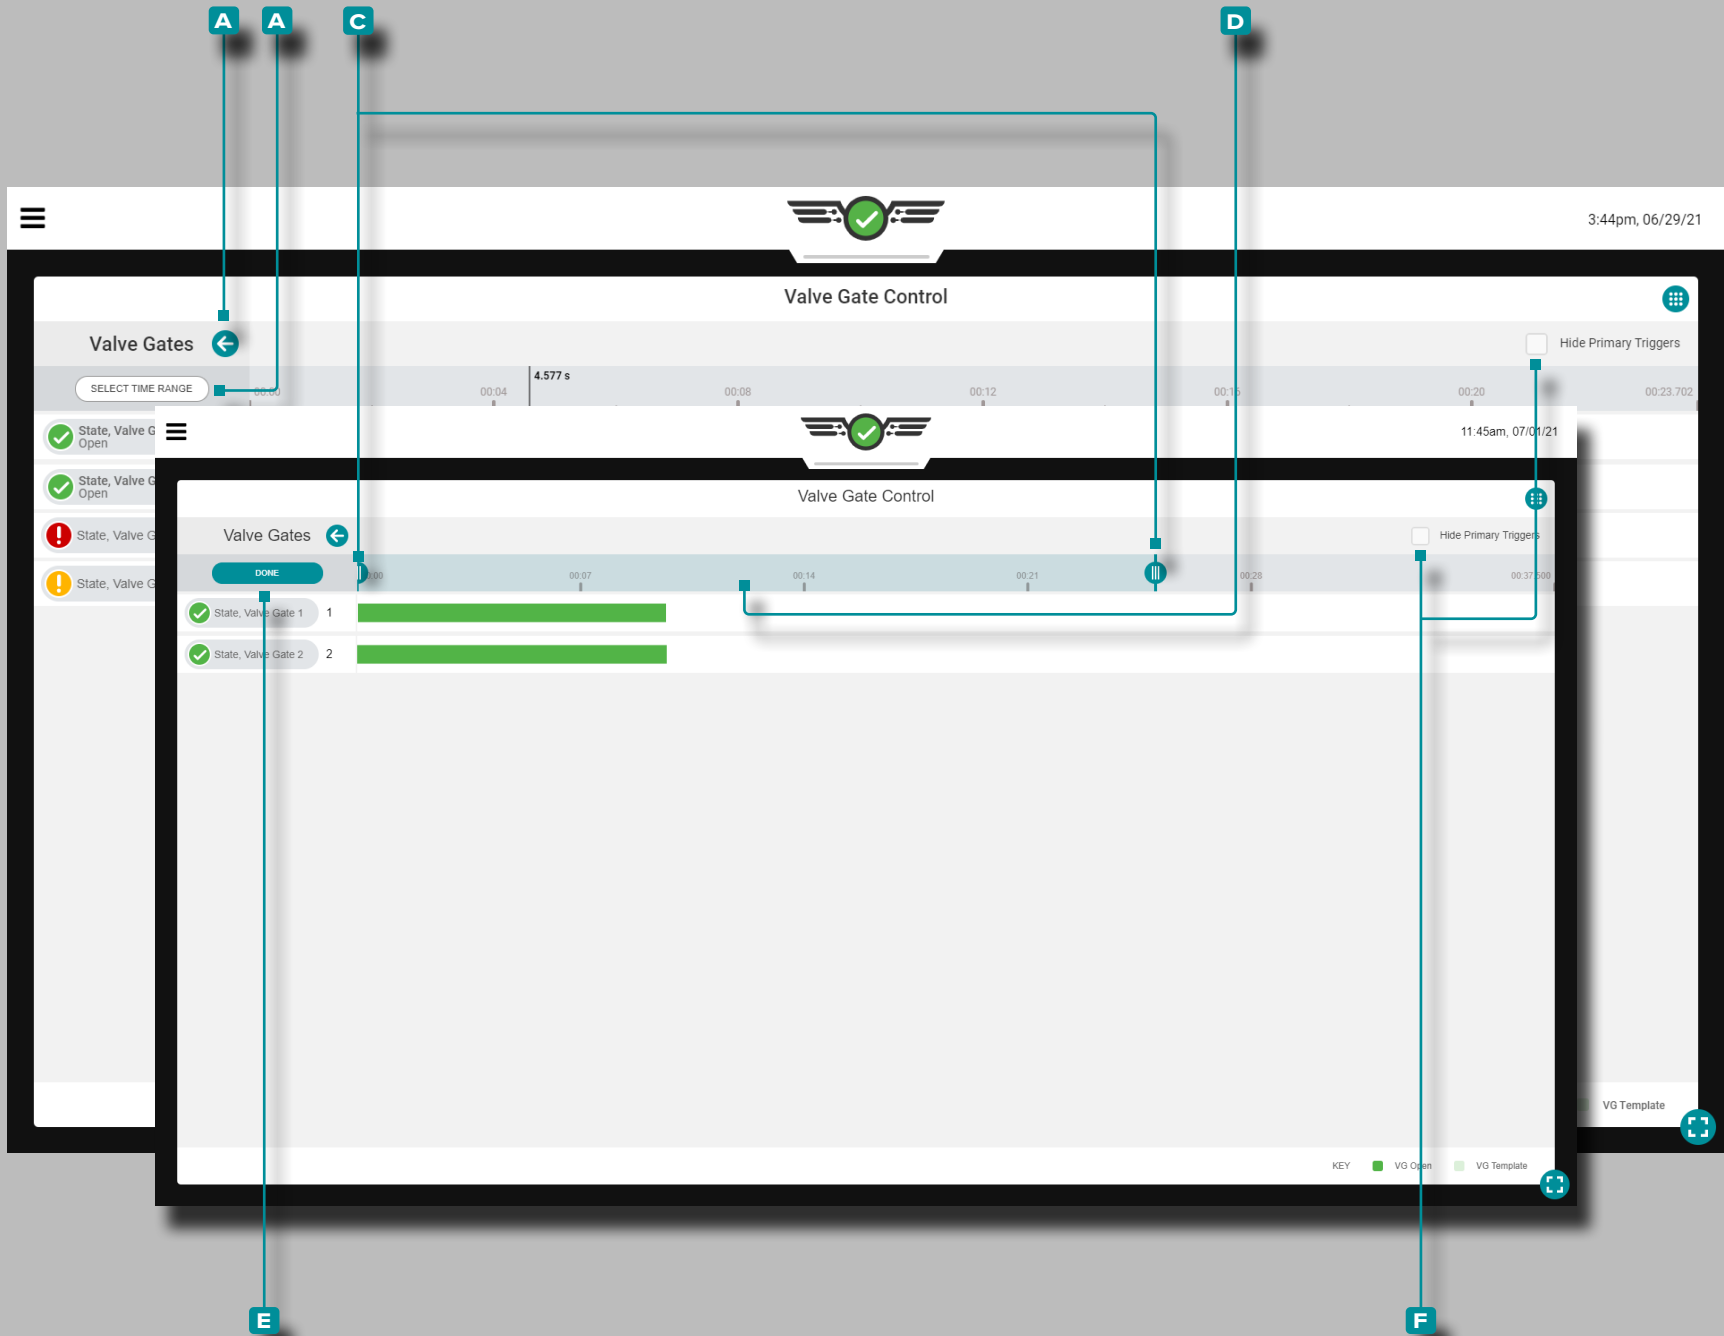 A A C D
3:44pm, 06/29/21
Valve Gate Control
Valve Gates
Hide Primary Triggers
SELECT TIME RANGE
4.577 s
00:00 00:04 00:08 00:12 00:16 00:20 00:23.702
State, Valve G
Open
State, Valve G
Open
State, Valve G
State, Valve G
11:45am, 07/01/21
Valve Gate Control
Valve Gates
Hide Primary Triggers
DONE
:00 00:07 00:14 00:21 00:28 00:37.500
State, Valve Gate 1 1
State, Valve Gate 2 2
VG Template
KEY VG Open VG Template
E F